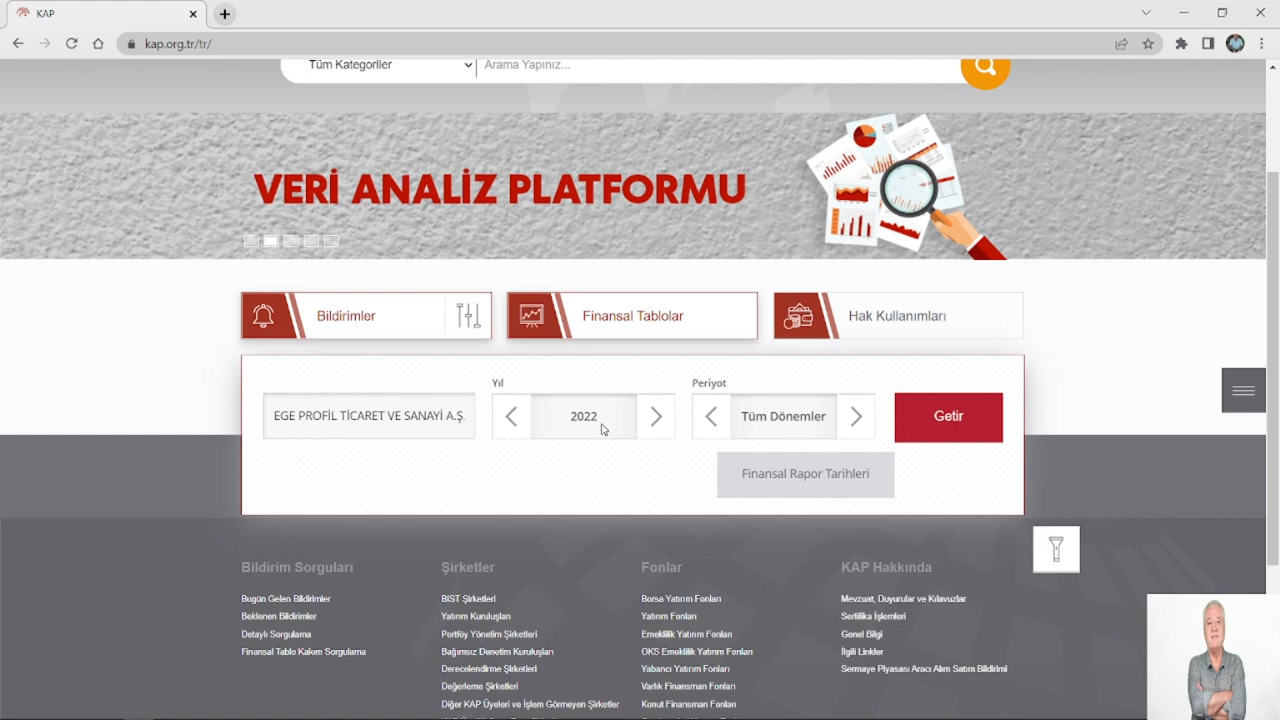 KAP
kap.org.tr/tr/
Tüm Kategoriler
Arama Yapınız...
VERİ ANALİZ PLATFORMU
Bildirimler
Finansal Tablolar
Hak Kullanımları
Yıl
Periyot
EGE PROFİL TİCARET VE SANAYİ A.Ş.
2022
Tüm Dönemler
Getir
Finansal Rapor Tarihleri
Bildirim Sorguları
Bugün Gelen Bildirimler
Beklenen Bildirimler
Detaylı Sorgulama
Finansal Tablo Kalem Sorgulama
Şirketler
BIST Şirketleri
Yatırım Kuruluşları
Portföy Yönetim Şirketleri
Bağımsız Denetim Kuruluşları
Derecelendirme Şirketleri
Değerleme Şirketleri
Diğer KAP Üyeleri ve İşlem Görmeyen Şirketler
Fonlar
Borsa Yatırım Fonları
Yatırım Fonları
Emeklilik Yatırım Fonları
OKS Emeklilik Yatırım Fonları
Yabancı Yatırım Fonları
Varlık Finansman Fonları
Konut Finansman Fonları
KAP Hakkında
Mevzuat, Duyurular ve Kılavuzlar
Sertifika İşlemleri
Genel Bilgi
İlgili Linkler
Sermaye Piyasası Aracı Alım Satım Bildirimi